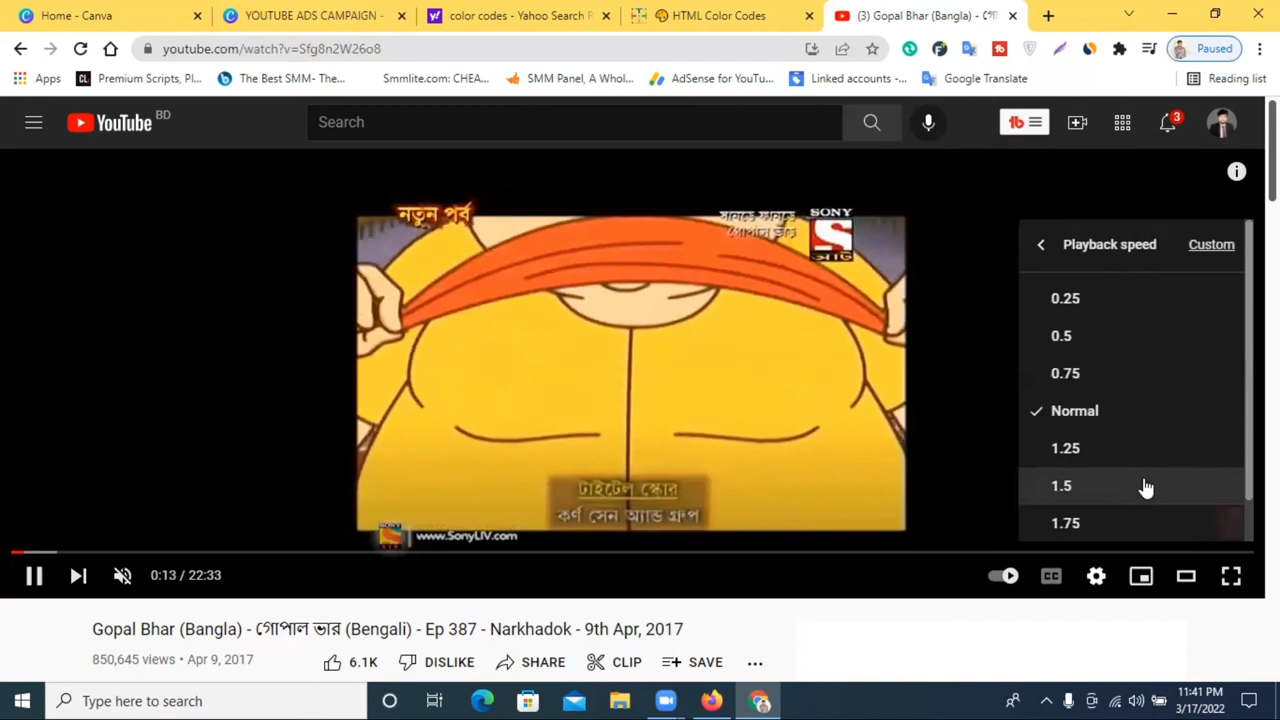 Home - Canva
YOUTUBE ADS CAMPAIGN -
color codes - Yahoo Search R
HTML Color Codes
(3) Gopal Bhar (Bangla) - গো
youtube.com/watch?v=Sfg8n2W26o8
Paused
Apps
Premium Scripts, Pl...
The Best SMM- The...
Smmlite.com: CHEA...
SMM Panel, A Whol...
AdSense for YouTu...
Linked accounts -...
Google Translate
Reading list
YouTube BD
Search
3
নতুন পর্ব
গোপাল ভাঁড়
SONY
আট
Playback speed
Custom
0.25
0.5
0.75
Normal
1.25
1.5
1.75
টাইটেল স্কোর
কর্ণ সেন অ্যান্ড গ্রুপ
www.SonyLIV.com
0:13 / 22:33
CC
Gopal Bhar (Bangla) - গোপাল ভার (Bengali) - Ep 387 - Narkhadok - 9th Apr, 2017
850,645 views • Apr 9, 2017
6.1K
DISLIKE
SHARE
CLIP
SAVE
Type here to search
11:41 PM
3/17/2022